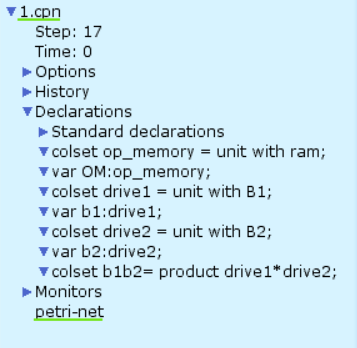 1.cpn
Step: 17
Time: 0
Options
History
Declarations
Standard declarations
colset op_memory = unit with ram;
var OM:op_memory;
colset drive1 = unit with B1;
var b1:drive1;
colset drive2 = unit with B2;
var b2:drive2;
colset b1b2= product drive1*drive2;
Monitors
petri-net